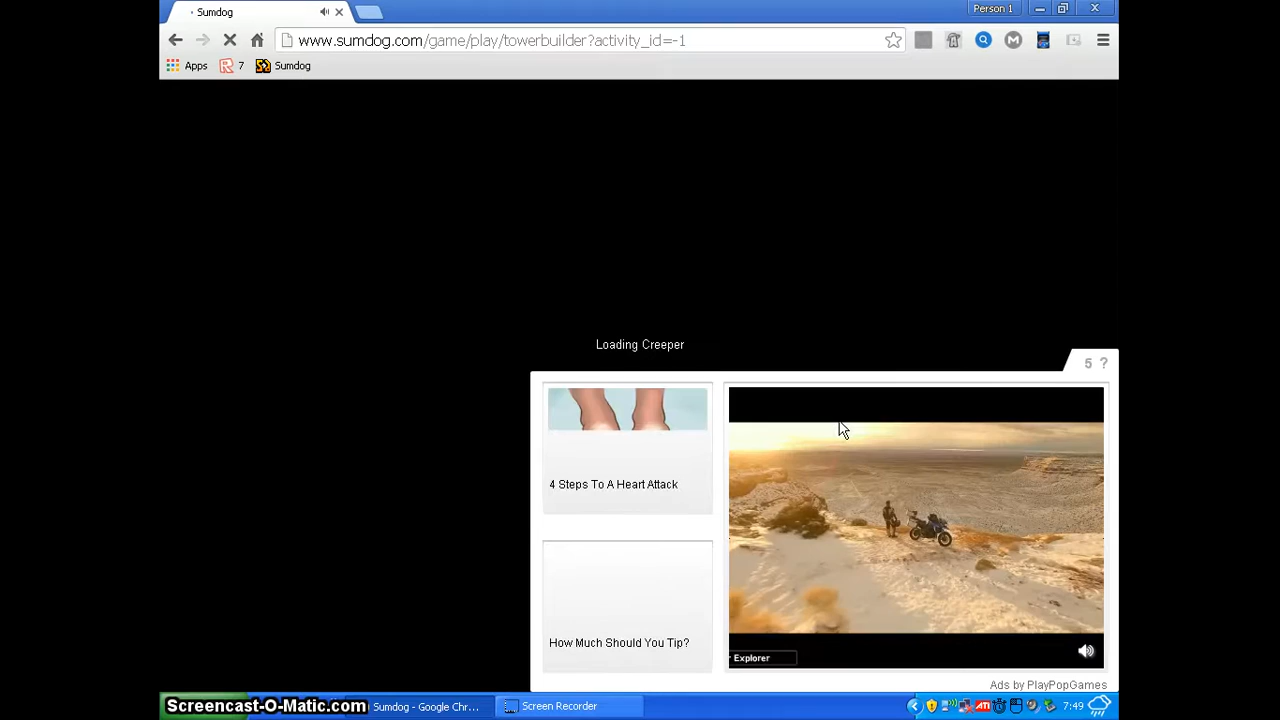 Sumdog
Person 1
www.sumdog.com/game/play/towerbuilder?activity_id=-1
Apps 7 Sumdog
Loading Creeper
5 ?
4 Steps To A Heart Attack
How Much Should You Tip?
Explorer
Ads by PlayPopGames
Screencast-O-Matic.com
Sumdog - Google Chr...
Screen Recorder
ATI
7:49